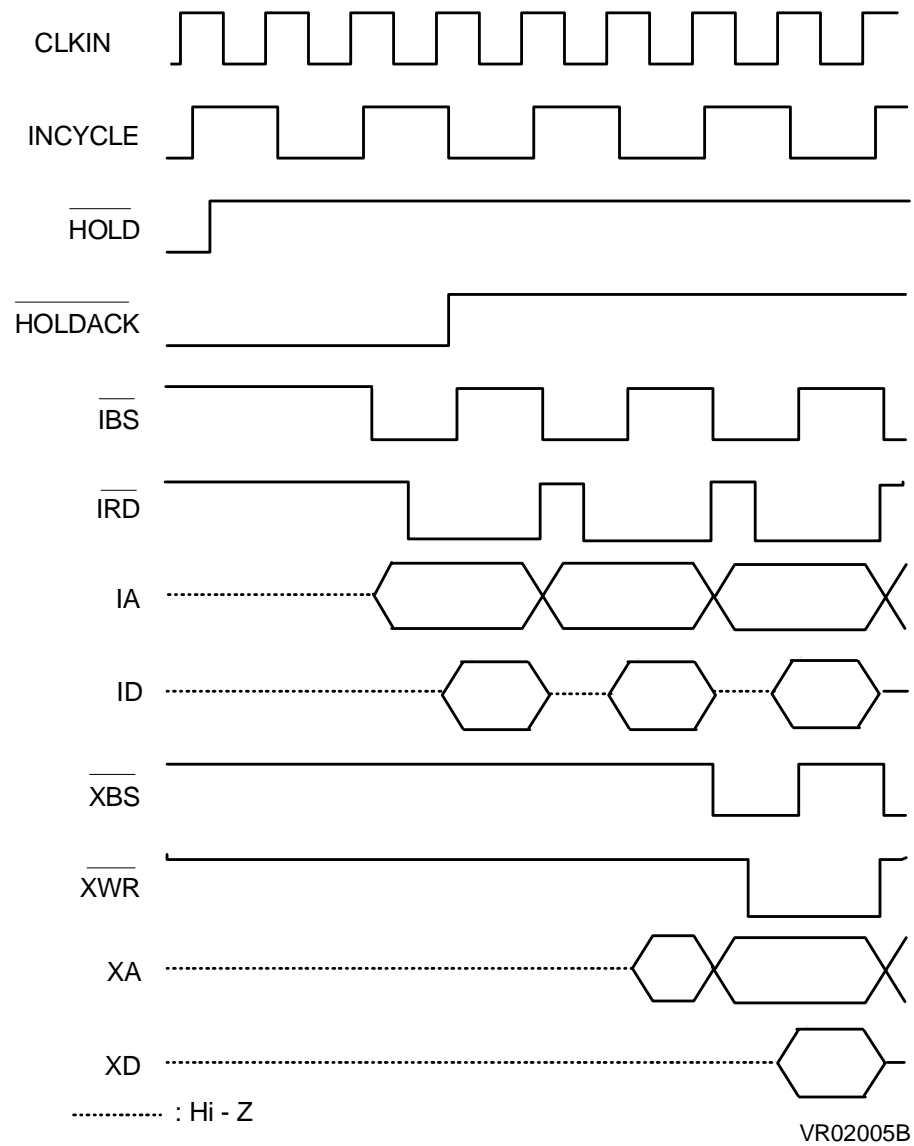 CLKIN
INCYCLE
HOLD
HOLDACK
IBS
IRD
IA
ID
XBS
XWR
XA
XD
: Hi - Z
VR02005B